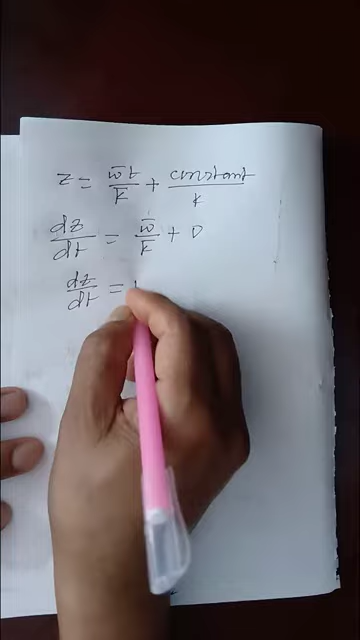 z = w̄t/k + constant/k
dz/dt = w̄/k + 0
dz/dt =